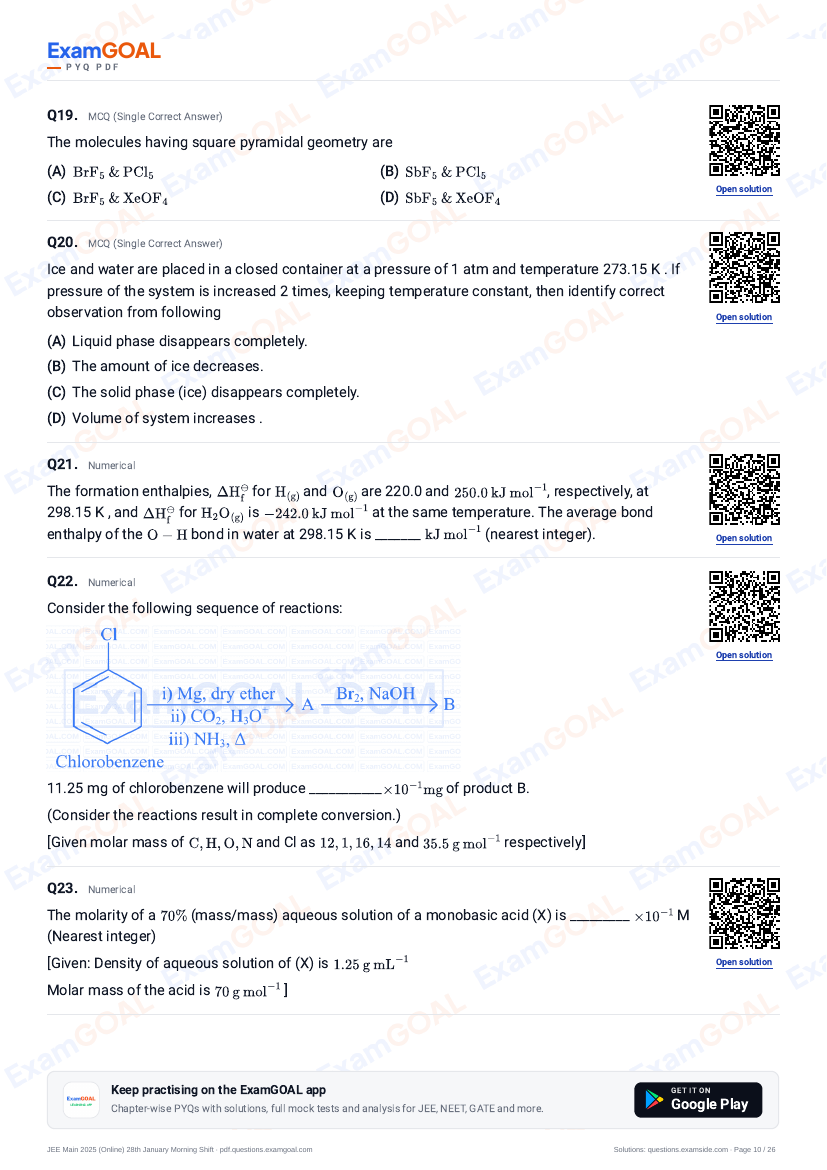 ExamGOAL
PYQ PDF
Q19. MCQ (Single Correct Answer)
The molecules having square pyramidal geometry are
(A) BrF₅ & PCl₅ (B) SbF₅ & PCl₅
(C) BrF₅ & XeOF₄ (D) SbF₅ & XeOF₄
Open solution
Q20. MCQ (Single Correct Answer)
Ice and water are placed in a closed container at a pressure of 1 atm and temperature 273.15 K . If
pressure of the system is increased 2 times, keeping temperature constant, then identify correct
observation from following
(A) Liquid phase disappears completely.
(B) The amount of ice decreases.
(C) The solid phase (ice) disappears completely.
(D) Volume of system increases .
Open solution
Q21. Numerical
The formation enthalpies, ΔH_f^⊖ for H₍g₎ and O₍g₎ are 220.0 and 250.0 kJ mol⁻¹, respectively, at
298.15 K , and ΔH_f^⊖ for H₂O₍g₎ is −242.0 kJ mol⁻¹ at the same temperature. The average bond
enthalpy of the O − H bond in water at 298.15 K is ______ kJ mol⁻¹ (nearest integer).
Open solution
Q22. Numerical
Consider the following sequence of reactions:
Cl
i) Mg, dry ether
ii) CO₂, H₃O⁺
iii) NH₃, Δ
A
Br₂, NaOH
B
Chlorobenzene
Open solution
11.25 mg of chlorobenzene will produce __________×10⁻¹mg of product B.
(Consider the reactions result in complete conversion.)
[Given molar mass of C, H, O, N and Cl as 12, 1, 16, 14 and 35.5 g mol⁻¹ respectively]
Q23. Numerical
The molarity of a 70% (mass/mass) aqueous solution of a monobasic acid (X) is ________ ×10⁻¹ M
(Nearest integer)
[Given: Density of aqueous solution of (X) is 1.25 g mL⁻¹
Molar mass of the acid is 70 g mol⁻¹ ]
Open solution
ExamGOAL
Keep practising on the ExamGOAL app
Chapter-wise PYQs with solutions, full mock tests and analysis for JEE, NEET, GATE and more.
GET IT ON
Google Play
JEE Main 2025 (Online) 28th January Morning Shift · pdf.questions.examgoal.com
Solutions: questions.examside.com · Page 10 / 26